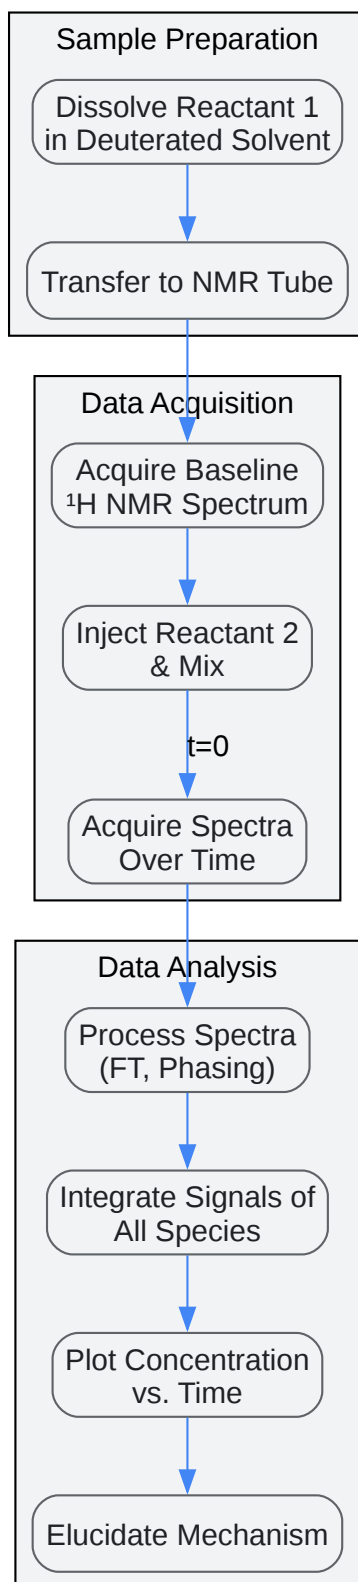 Sample Preparation
Dissolve Reactant 1
in Deuterated Solvent
Transfer to NMR Tube
Data Acquisition
Acquire Baseline
¹H NMR Spectrum
Inject Reactant 2
& Mix
t=0
Acquire Spectra
Over Time
Data Analysis
Process Spectra
(FT, Phasing)
Integrate Signals of
All Species
Plot Concentration
vs. Time
Elucidate Mechanism